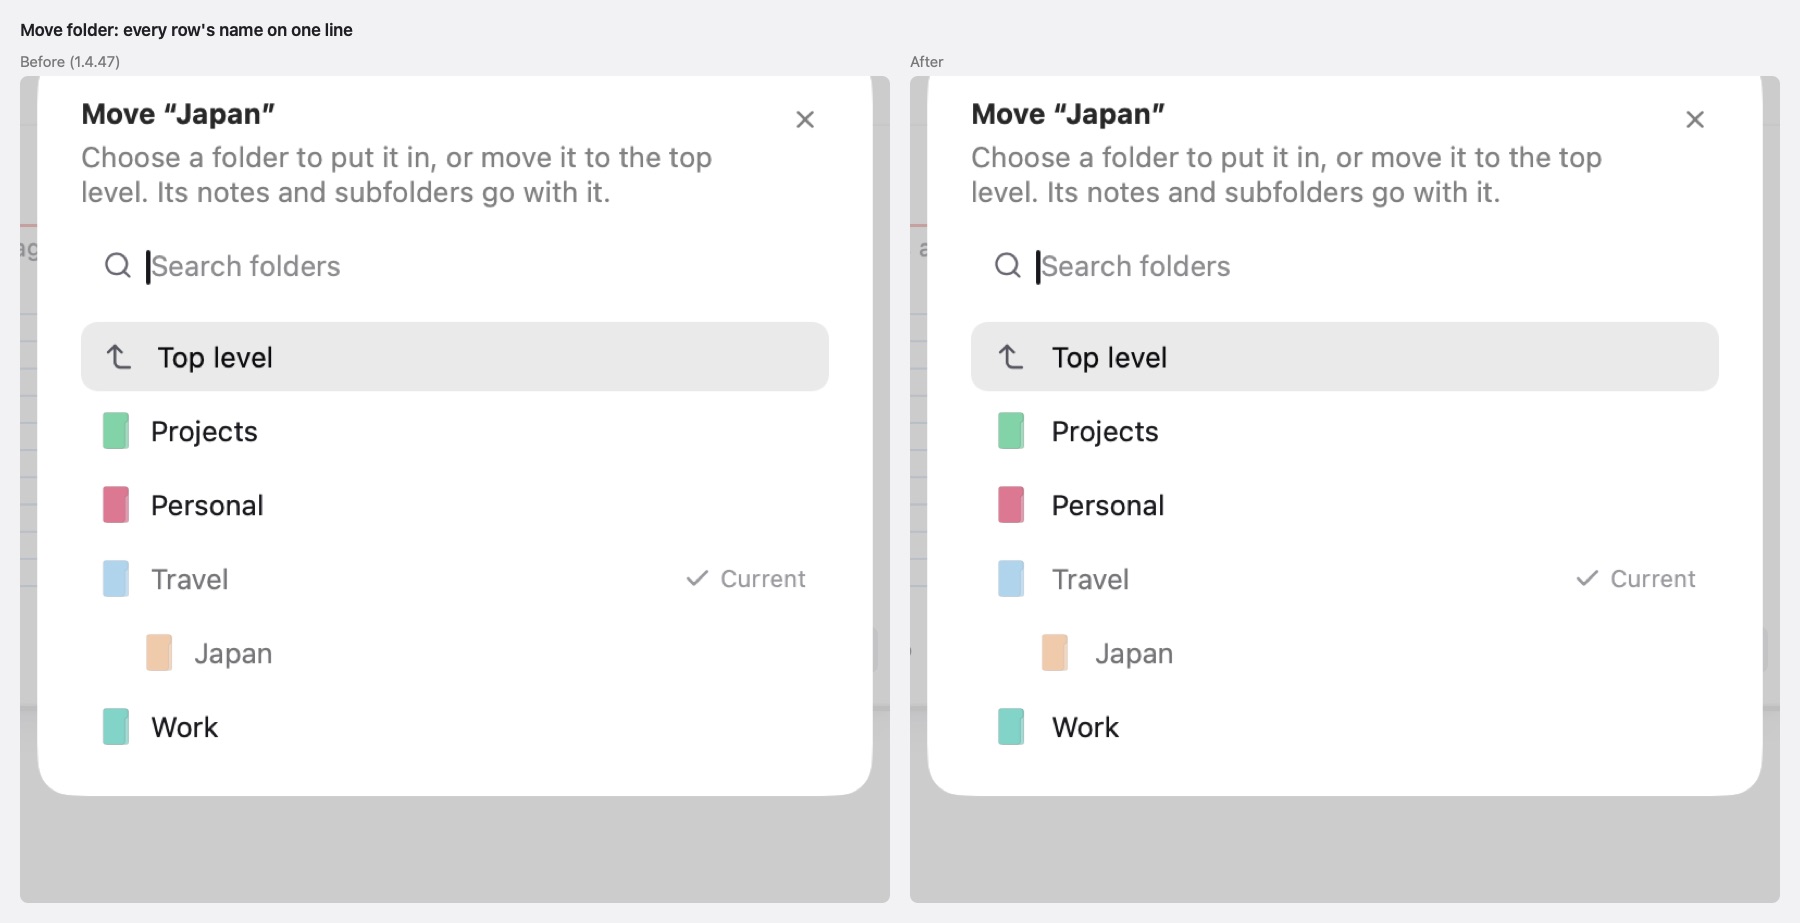 Move folder: every row's name on one line
Before (1.4.47)
Move “Japan”
Choose a folder to put it in, or move it to the top
level. Its notes and subfolders go with it.
Search folders
Top level
Projects
Personal
Travel
Current
Japan
Work
After
Move “Japan”
Choose a folder to put it in, or move it to the top
level. Its notes and subfolders go with it.
Search folders
Top level
Projects
Personal
Travel
Current
Japan
Work